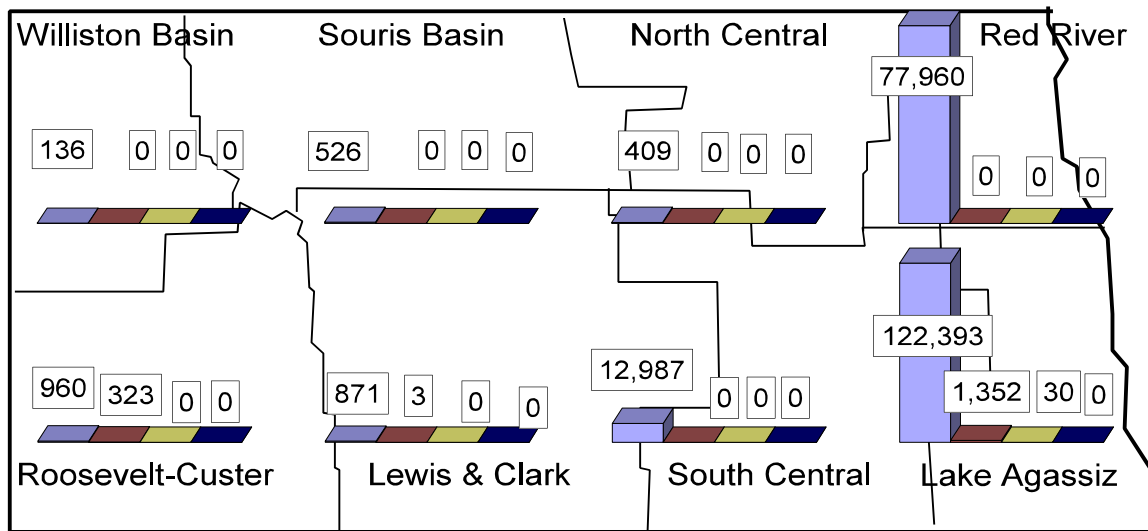 Williston Basin Souris Basin North Central Red River
77,960
136 0 0 0 526 0 0 0 409 0 0 0
0 0 0
122,393
12,987
960 323 0 0 871 3 0 0 0 0 0 1,352 30 0
Roosevelt-Custer Lewis & Clark South Central Lake Agassiz